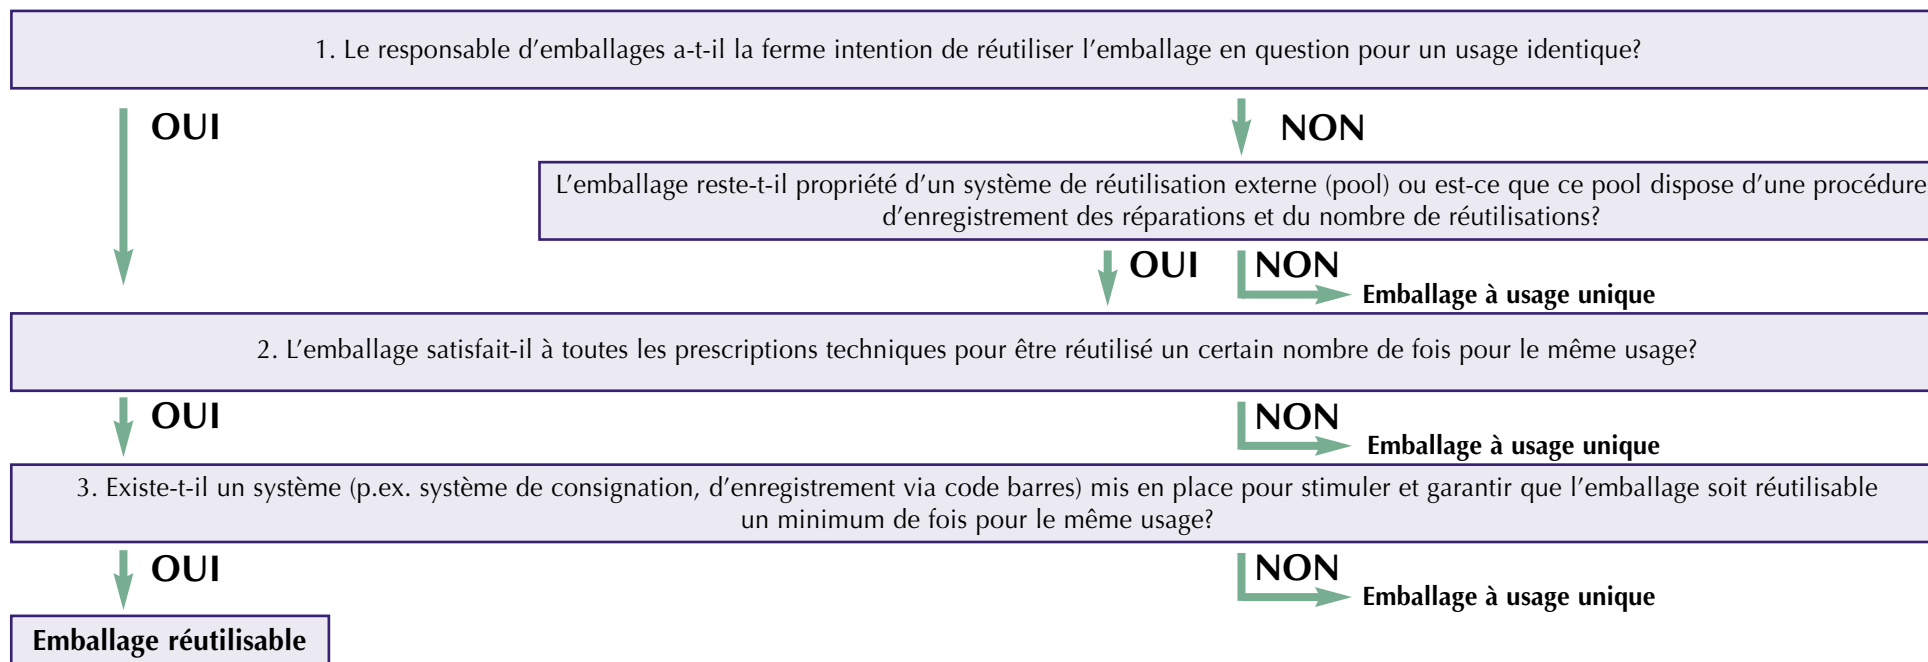 1. Le responsable d’emballages a-t-il la ferme intention de réutiliser l’emballage en question pour un usage identique?
OUI
NON
L’emballage reste-t-il propriété d’un système de réutilisation externe (pool) ou est-ce que ce pool dispose d’une procédure
d’enregistrement des réparations et du nombre de réutilisations?
OUI
NON
Emballage à usage unique
2. L’emballage satisfait-il à toutes les prescriptions techniques pour être réutilisé un certain nombre de fois pour le même usage?
OUI
NON
Emballage à usage unique
3. Existe-t-il un système (p.ex. système de consignation, d’enregistrement via code barres) mis en place pour stimuler et garantir que l’emballage soit réutilisable
un minimum de fois pour le même usage?
OUI
NON
Emballage à usage unique
Emballage réutilisable